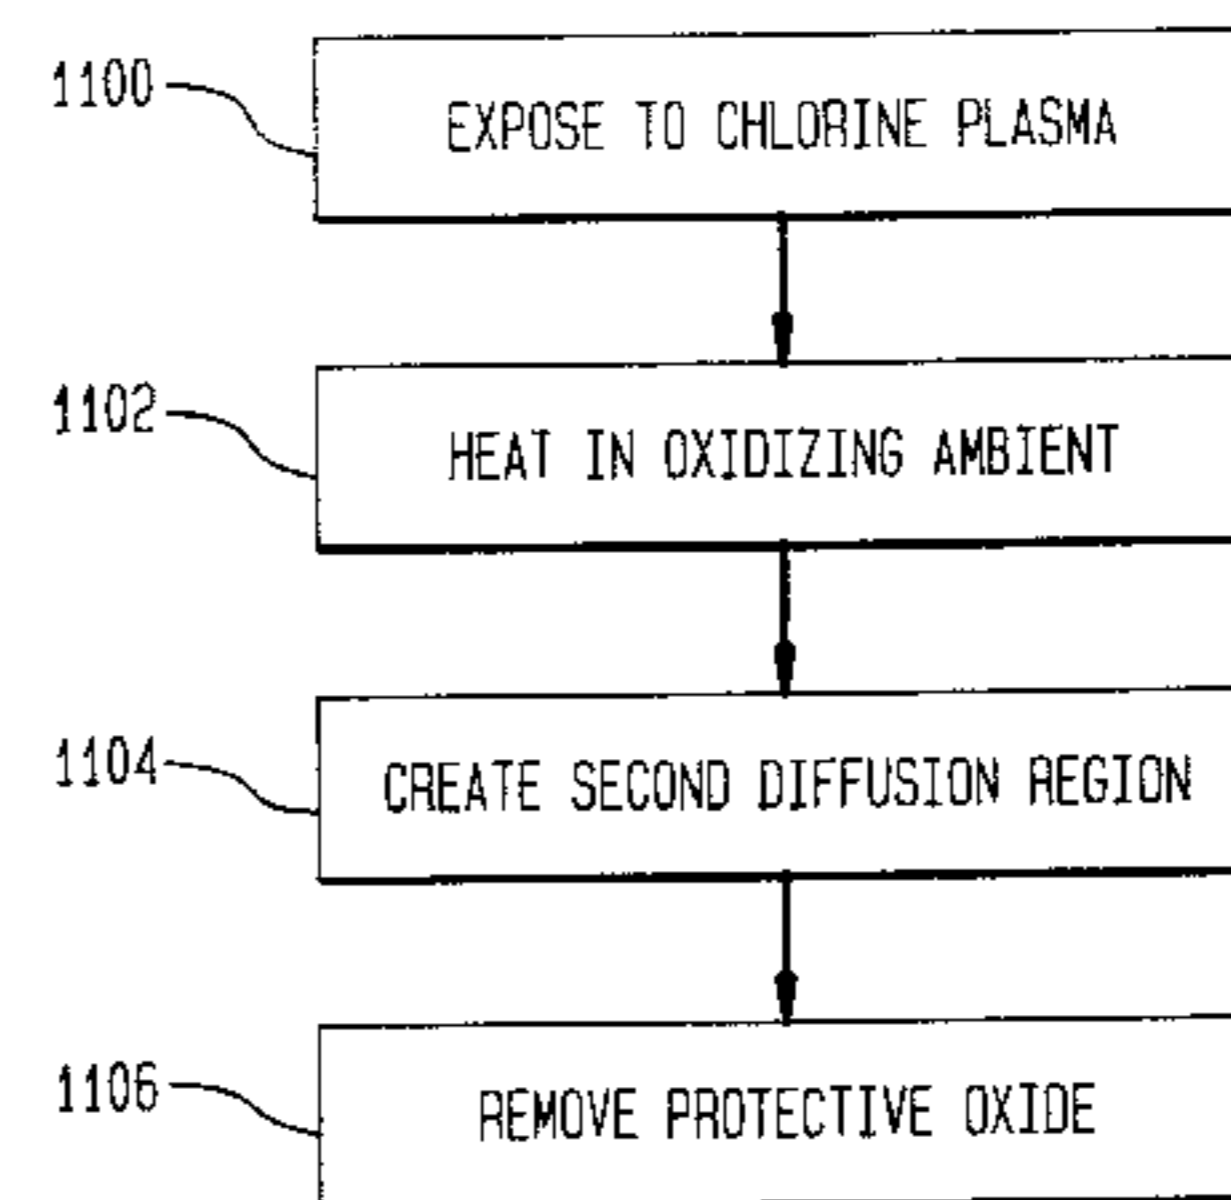 1100
EXPOSE TO CHLORINE PLASMA
1102
HEAT IN OXIDIZING AMBIENT
1104
CREATE SECOND DIFFUSION REGION
1106
REMOVE PROTECTIVE OXIDE